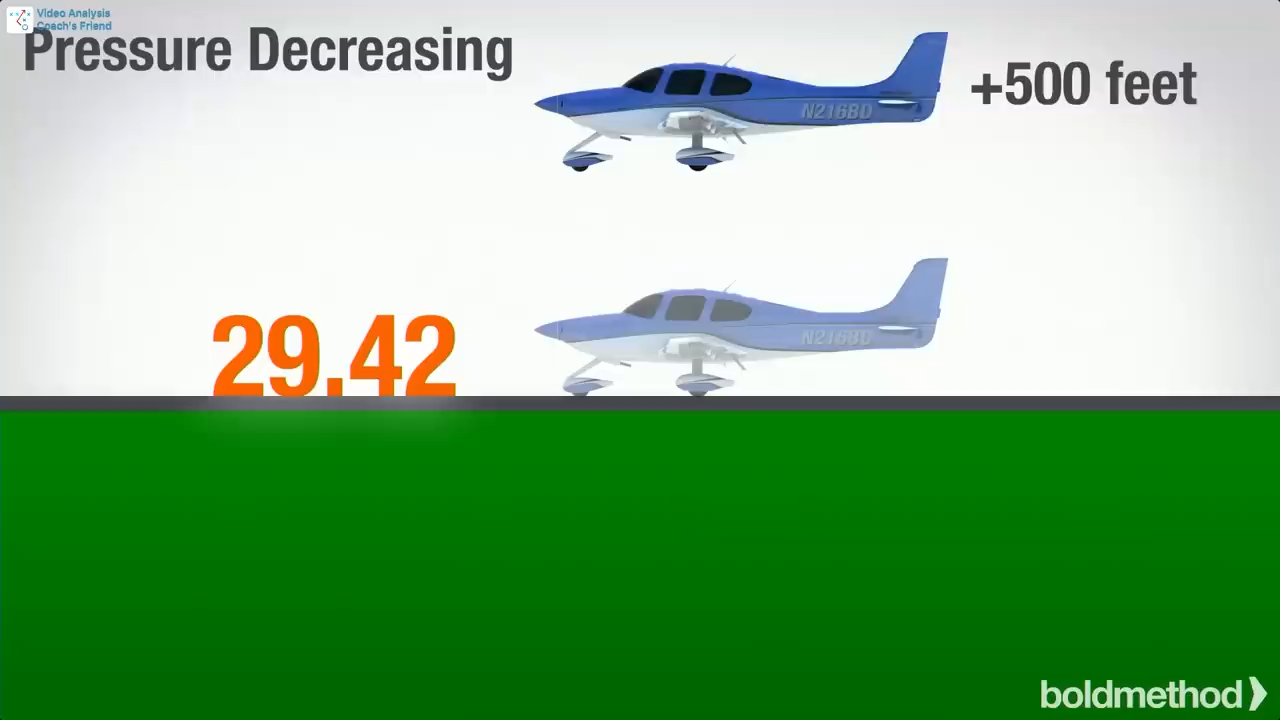 Video Analysis
Coach's Friend
Pressure Decreasing
+500 feet
N216BD
29.42
N216BD
boldmethod